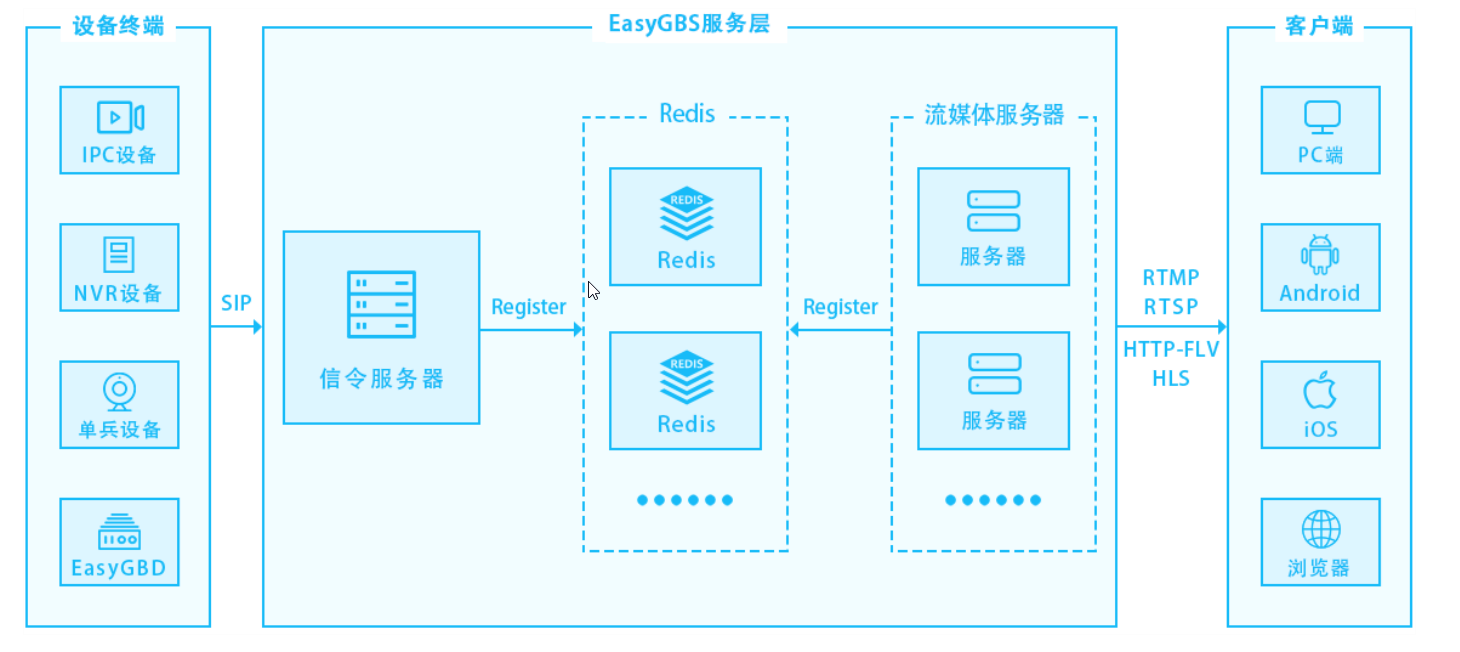 设备终端
IPC设备
NVR设备
单兵设备
EasyGBD
SIP
EasyGBS服务层
信令服务器
Register
Redis
REDIS
Redis
REDIS
Redis
Register
流媒体服务器
服务器
服务器
RTMP
RTSP
HTTP-FLV
HLS
客户端
PC端
Android
iOS
浏览器